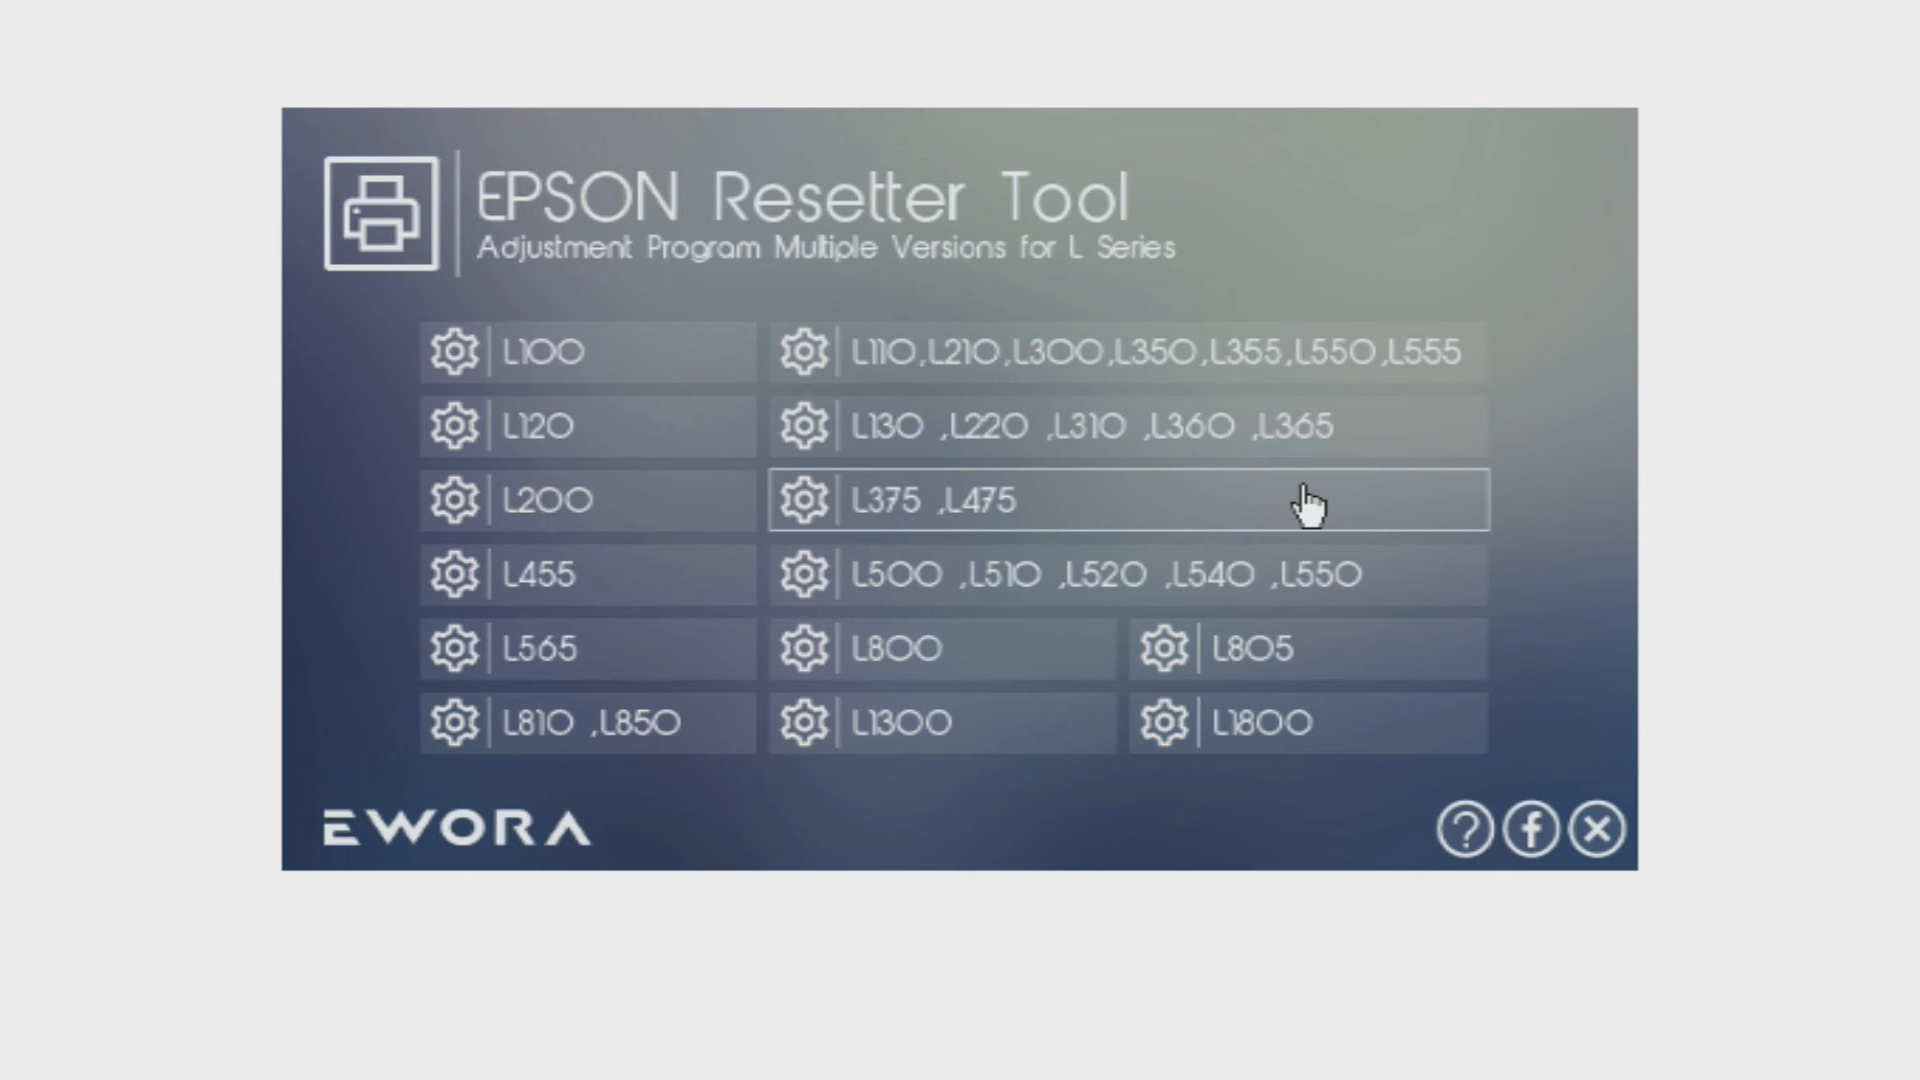 EPSON Resetter Tool
Adjustment Program Multiple Versions for L Series
L100
L110,L210,L300,L350,L355,L550,L555
L120
L130 ,L220 ,L310 ,L360 ,L365
L200
L375 ,L475
L455
L500 ,L510 ,L520 ,L540 ,L550
L565
L800
L805
L810 ,L850
L1300
L1800
EWORA
? f X